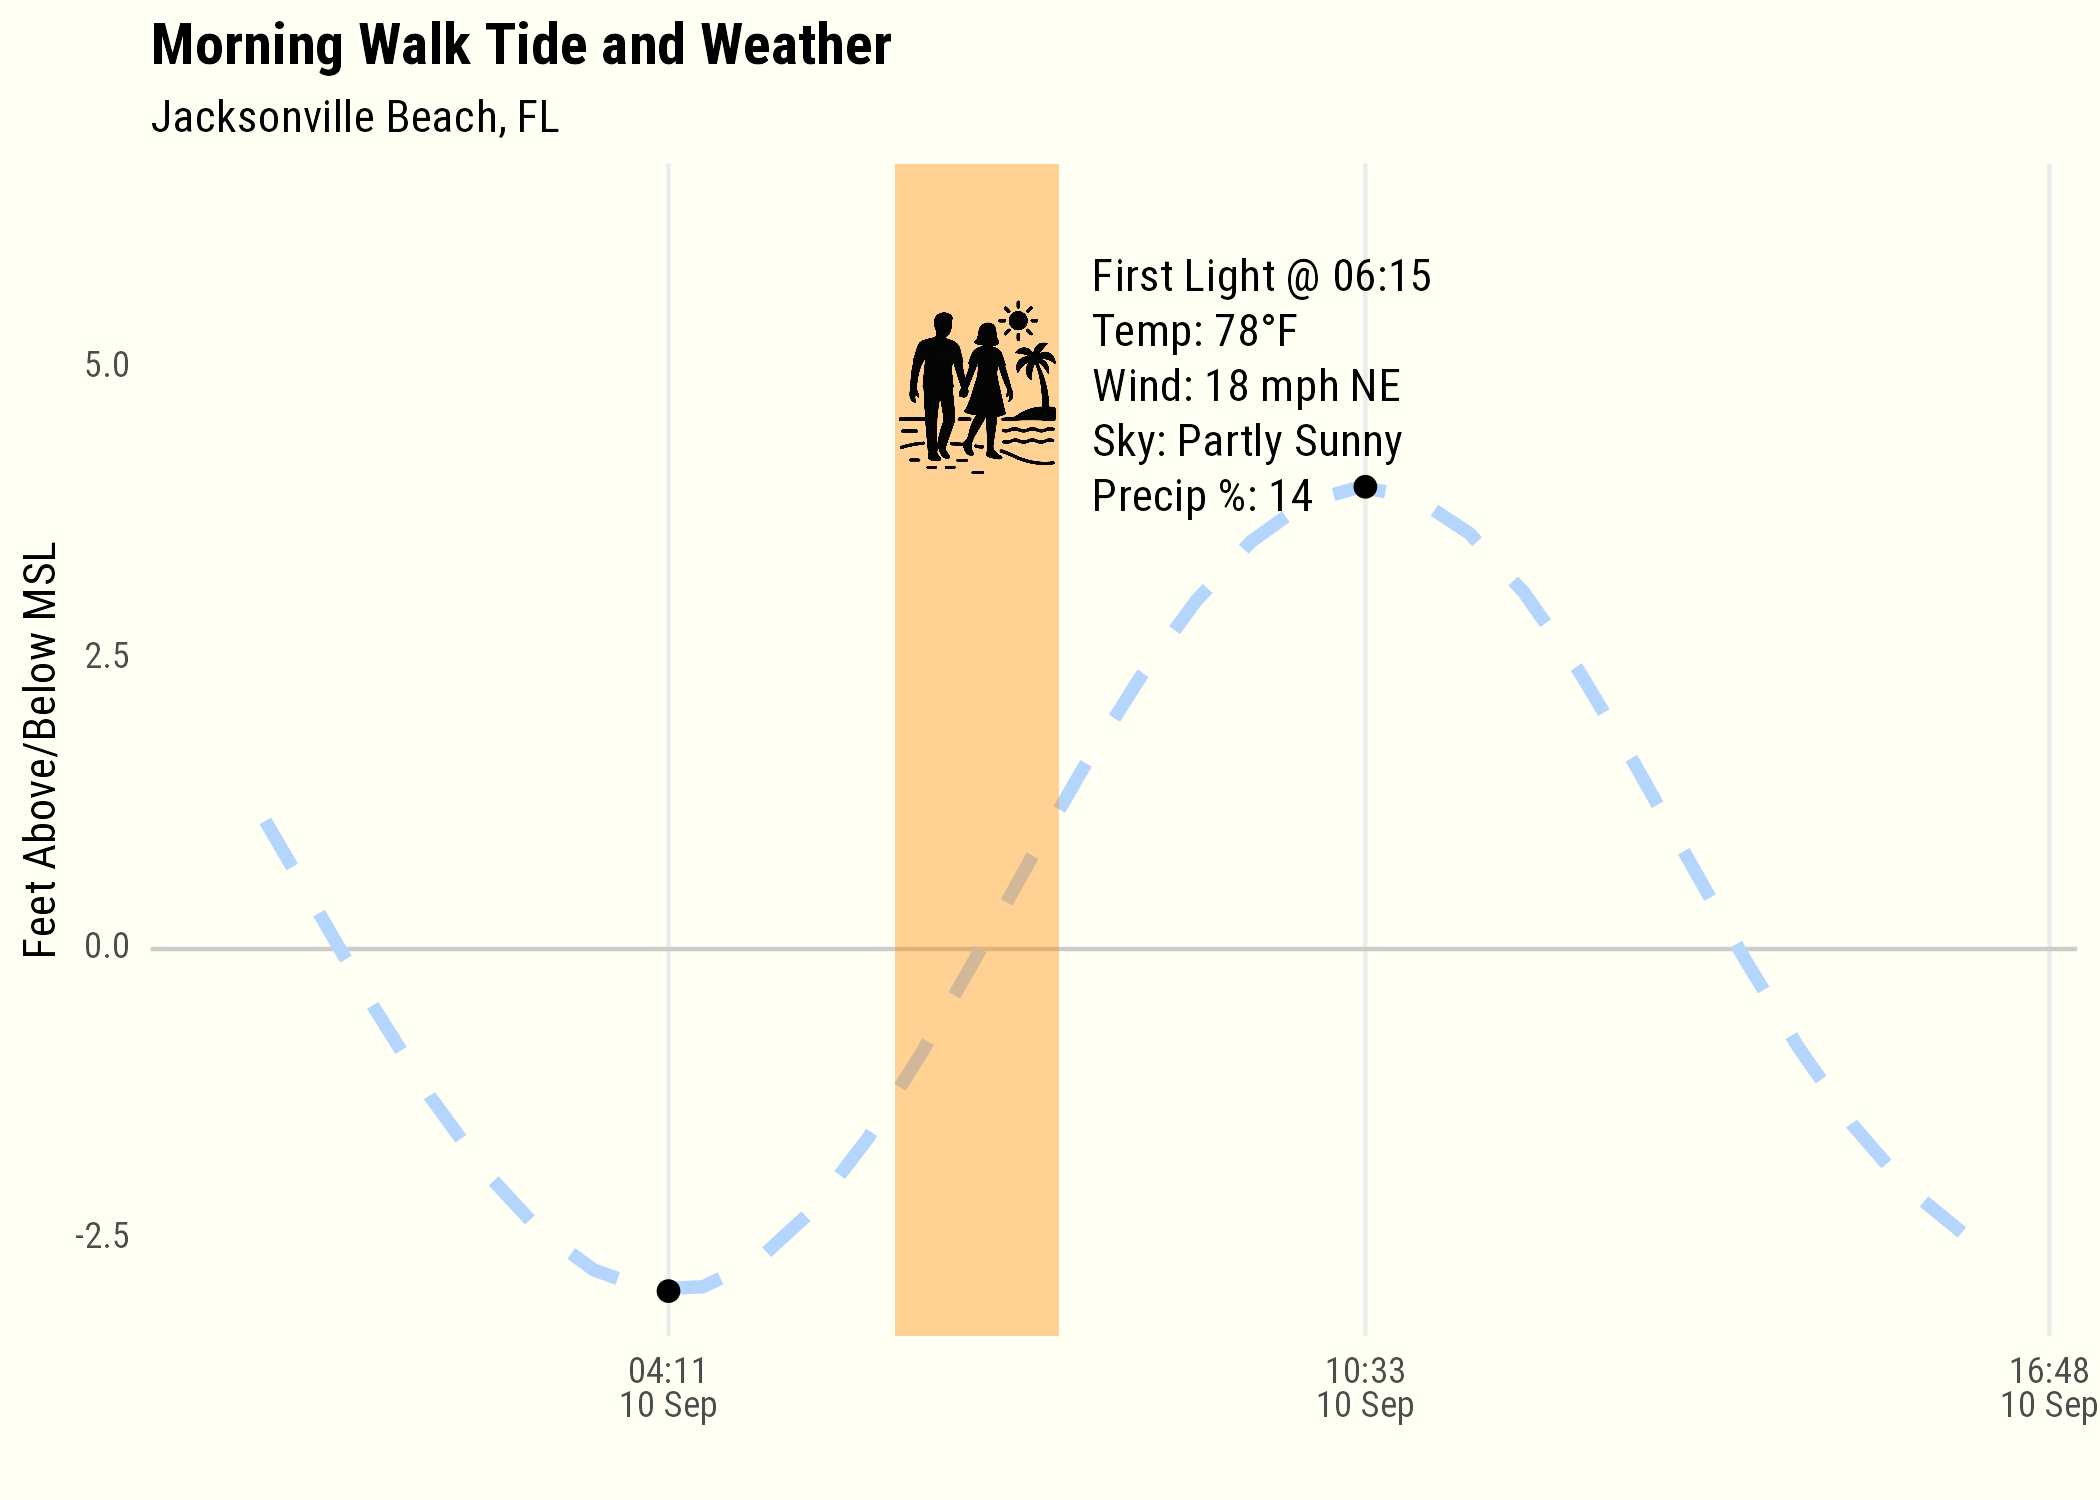 Morning Walk Tide and Weather
Jacksonville Beach, FL
First Light @ 06:15
Temp: 78°F
Wind: 18 mph NE
Sky: Partly Sunny
Precip %: 14
Feet Above/Below MSL
5.0
2.5
0.0
-2.5
04:11
10 Sep
10:33
10 Sep
16:48
10 Sep